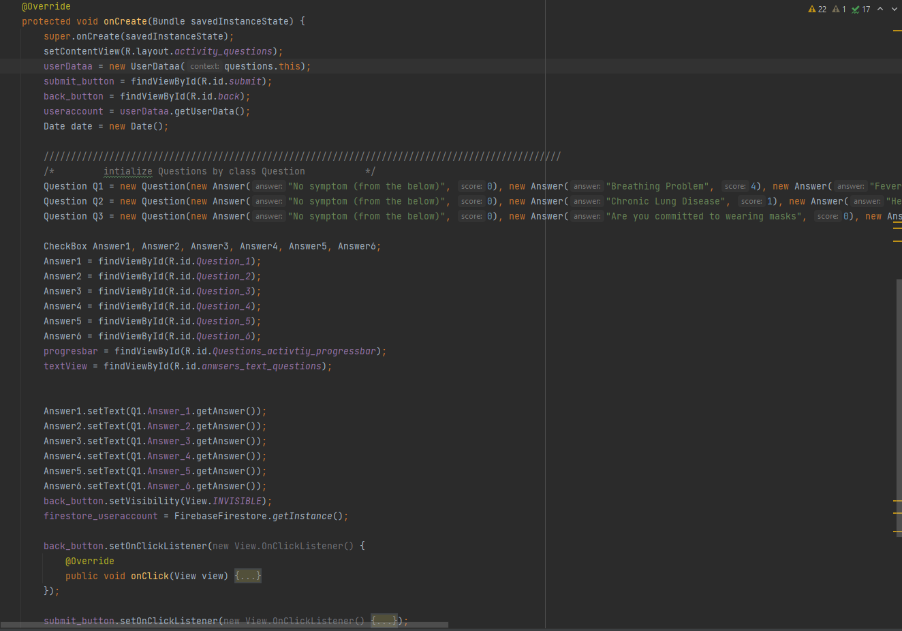 @Override
22 1 17
protected void onCreate(Bundle savedInstanceState) {
super.onCreate(savedInstanceState);
setContentView(R.layout.activity_questions);
userDataa = new UserDataa( context: questions.this);
submit_button = findViewById(R.id.submit);
back_button = findViewById(R.id.back);
useraccount = userDataa.getUserData();
Date date = new Date();
///////////////////////////////////////////////////////////////////////////////////////////////
/* intialize Questions by class Question */
Question Q1 = new Question(new Answer( answer: "No symptom (from the below)", score: 0), new Answer( answer: "Breathing Problem", score: 4), new Answer( answer: "Fever
Question Q2 = new Question(new Answer( answer: "No symptom (from the below)", score: 0), new Answer( answer: "Chronic Lung Disease", score: 1), new Answer( answer: "He
Question Q3 = new Question(new Answer( answer: "No symptom (from the below)", score: 0), new Answer( answer: "Are you committed to wearing masks", score: 0), new Ans
CheckBox Answer1, Answer2, Answer3, Answer4, Answer5, Answer6;
Answer1 = findViewById(R.id.Question_1);
Answer2 = findViewById(R.id.Question_2);
Answer3 = findViewById(R.id.Question_3);
Answer4 = findViewById(R.id.Question_4);
Answer5 = findViewById(R.id.Question_5);
Answer6 = findViewById(R.id.Question_6);
progresbar = findViewById(R.id.Questions_activtiy_progressbar);
textView = findViewById(R.id.anwsers_text_questions);
Answer1.setText(Q1.Answer_1.getAnswer());
Answer2.setText(Q1.Answer_2.getAnswer());
Answer3.setText(Q1.Answer_3.getAnswer());
Answer4.setText(Q1.Answer_4.getAnswer());
Answer5.setText(Q1.Answer_5.getAnswer());
Answer6.setText(Q1.Answer_6.getAnswer());
back_button.setVisibility(View.INVISIBLE);
firestore_useraccount = FirebaseFirestore.getInstance();
back_button.setOnClickListener(new View.OnClickListener() {
@Override
public void onClick(View view) {...}
});
submit_button.setOnClickListener(new View.OnClickListener() {...});